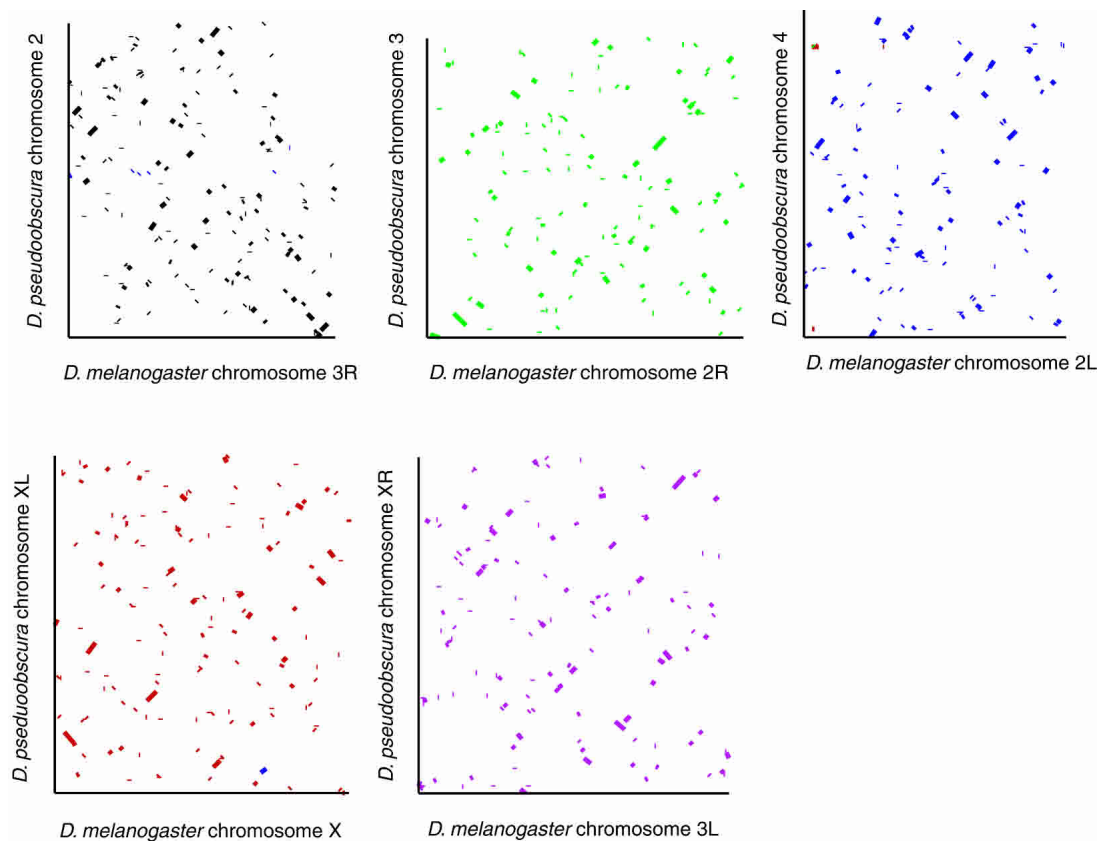 D. pseudoobscura chromosome 2
D. melanogaster chromosome 3R
D. pseudoobscura chromosome 3
D. melanogaster chromosome 2R
D. pseudoobscura chromosome 4
D. melanogaster chromosome 2L
D. pseduoobscura chromosome XL
D. melanogaster chromosome X
D. pseudoobscura chromosome XR
D. melanogaster chromosome 3L